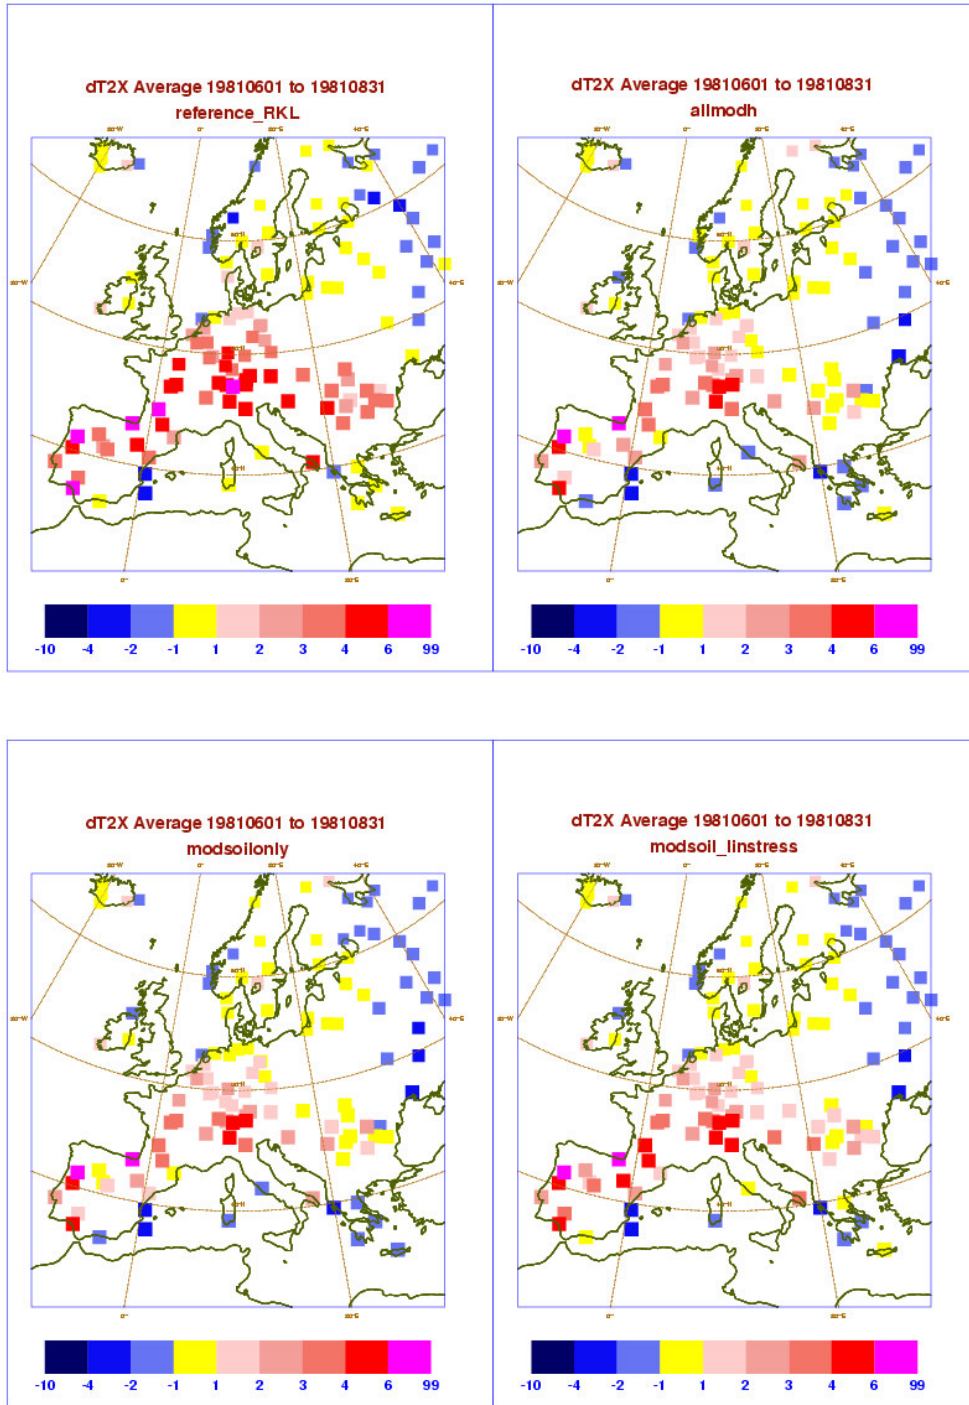 dT2X Average 19810601 to 19810831
reference_RKL
-10 -4 -2 -1 1 2 3 4 6 99
dT2X Average 19810601 to 19810831
allmodh
-10 -4 -2 -1 1 2 3 4 6 99
dT2X Average 19810601 to 19810831
modsoilonly
-10 -4 -2 -1 1 2 3 4 6 99
dT2X Average 19810601 to 19810831
modsoil_linstress
-10 -4 -2 -1 1 2 3 4 6 99